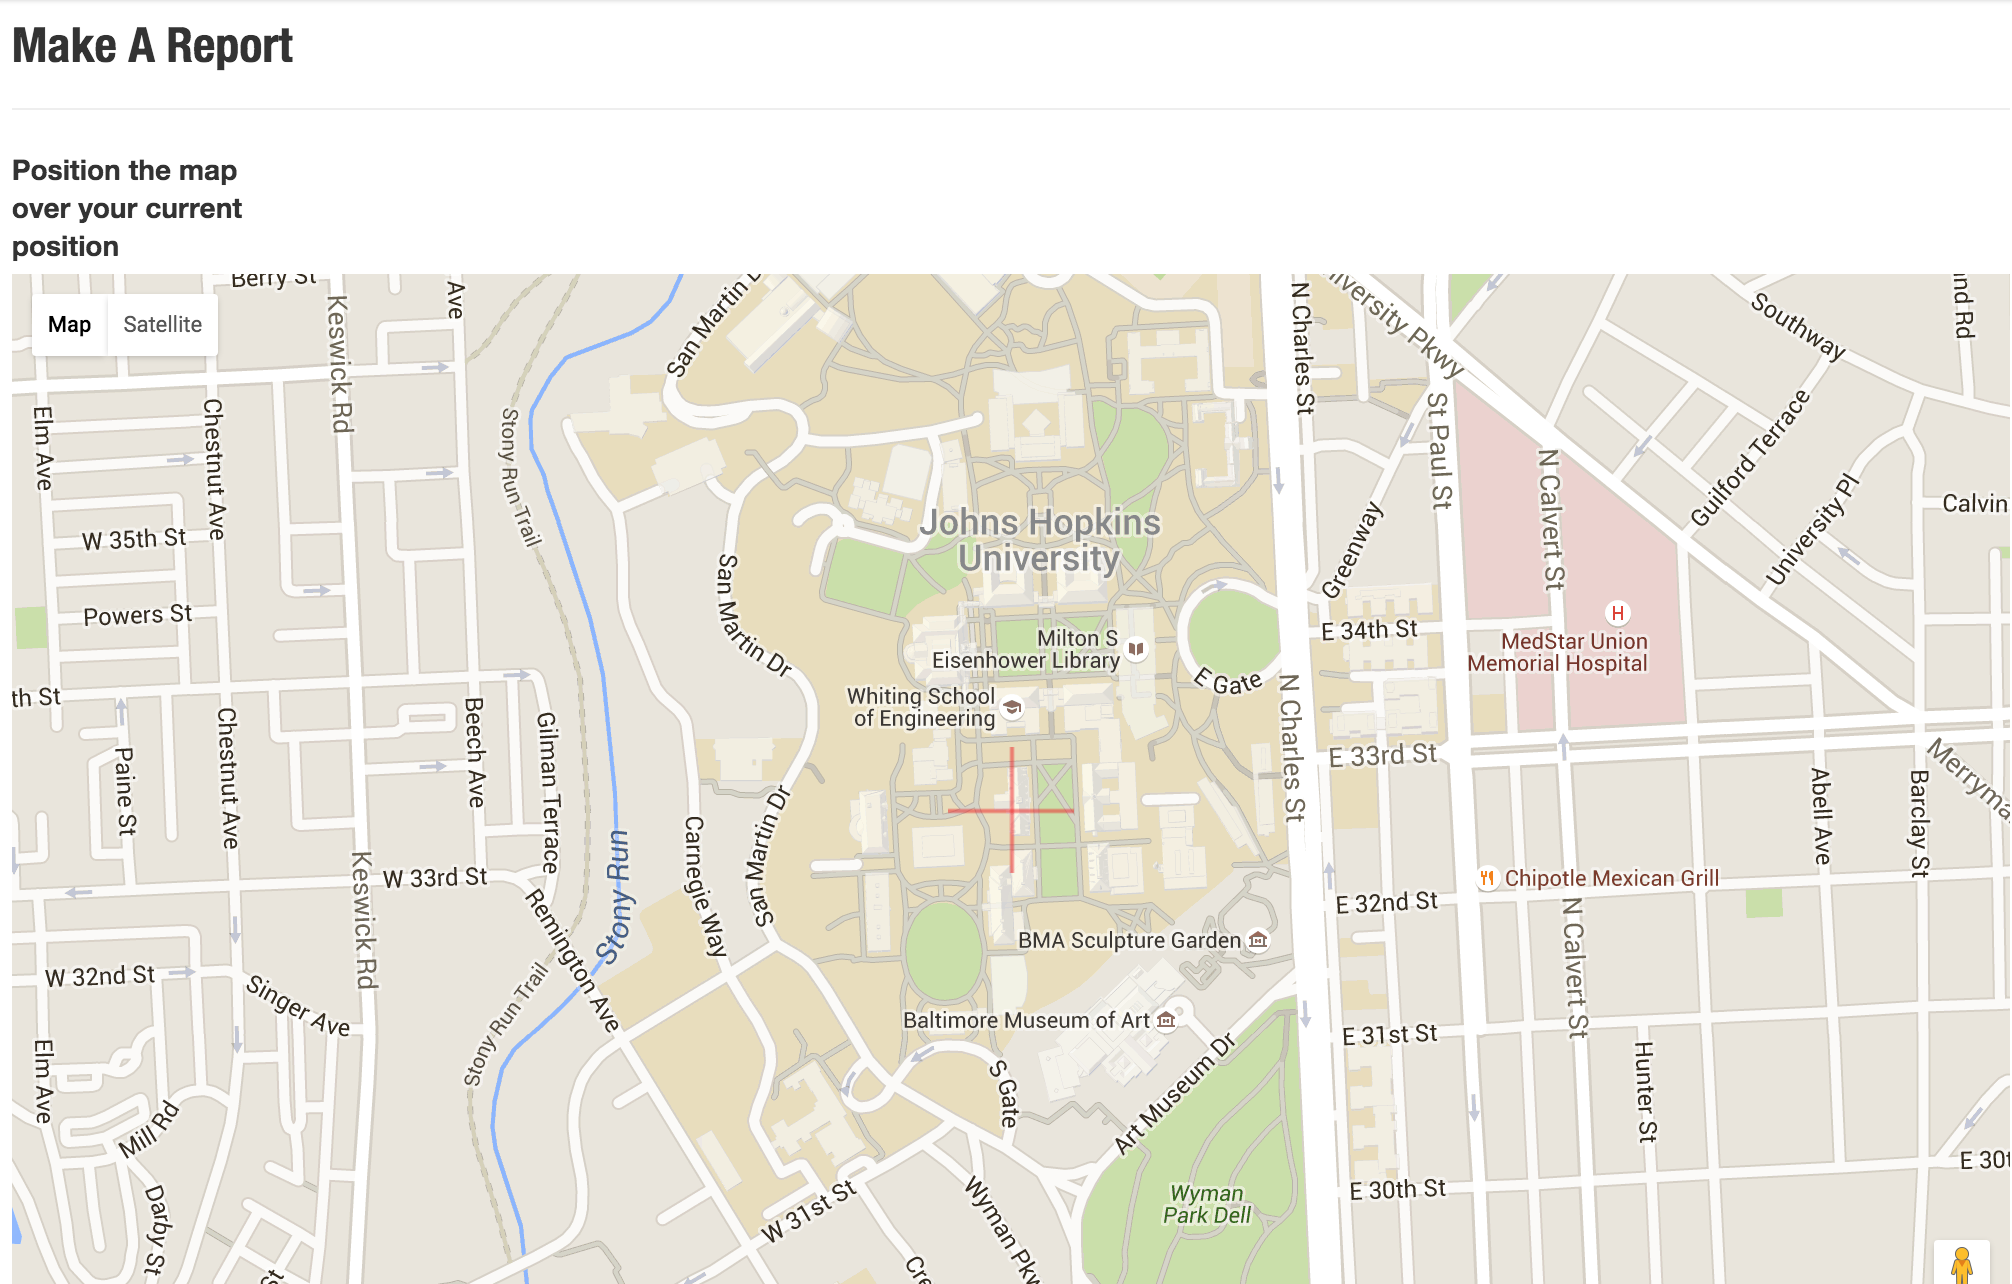 Make A Report
Position the map
over your current
position
Map
Satellite
Berry St
Keswick Rd
Ave
San Martin D
N Charles St
iversity Pkwy
Southway
nd Rd
Elm Ave
Chestnut Ave
Stony Run Trail
St Paul St
N Calvert St
Guilford Terrace
University Pl
Calvin
W 35th St
Johns Hopkins
University
Greenway
San Martin Dr
Powers St
E 34th St
H
MedStar Union
Memorial Hospital
Milton S
Eisenhower Library
E Gate
Whiting School
of Engineering
th St
Chestnut Ave
Beech Ave
Gilman Terrace
Paine St
N Charles St
E 33rd St
Merryma
Abell Ave
Barclay St
San Martin Dr
Carnegie Way
Stony Run
Keswick Rd
W 33rd St
Remington Ave
Chipotle Mexican Grill
E 32nd St
N Calvert St
BMA Sculpture Garden
W 32nd St
Singer Ave
Stony Run Trail
Baltimore Museum of Art
E 31st St
Elm Ave
S Gate
Art Museum Dr
Hunter St
Mill Rd
E 30t
E 30th St
Darby St
W 31st St
Wyman Pkw
Wyman
Park Dell
Cre
St